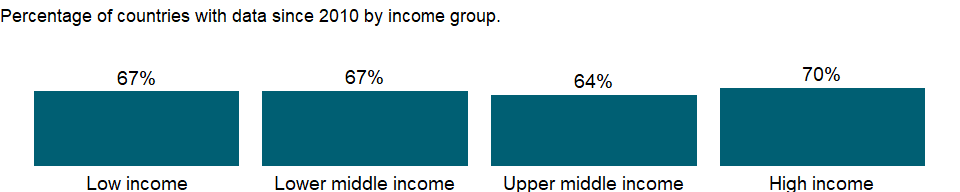 Percentage of countries with data since 2010 by income group.
67% 67% 64% 70%
Low income Lower middle income Upper middle income High income